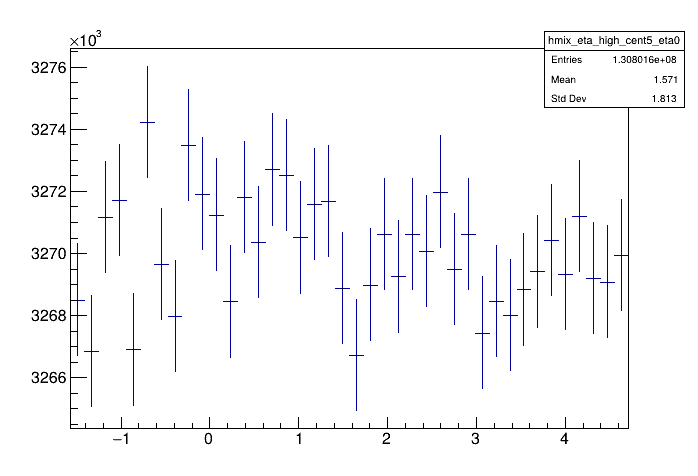 ×10³
hmix_eta_high_cent5_eta0
Entries 1.308016e+08
Mean 1.571
Std Dev 1.813
3276
3274
3272
3270
3268
3266
−1 0 1 2 3 4